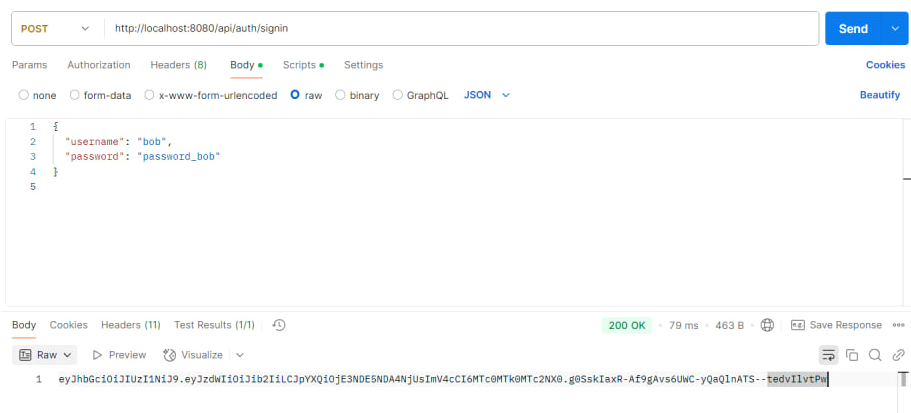 POST http://localhost:8080/api/auth/signin Send
Params Authorization Headers (8) Body Scripts Settings Cookies
none form-data x-www-form-urlencoded raw binary GraphQL JSON Beautify
1 {
2 "username": "bob",
3 "password": "password_bob"
4 }
5
Body Cookies Headers (11) Test Results (1/1) 200 OK 79 ms 463 B Save Response
Raw Preview Visualize
1 eyJhbGciOiJIUzI1NiJ9.eyJzdWIiOiJib2IiLCJpYXQiOjE3NDE5NDA4NjUsImV4cCI6MTc0MTk0MTc2NX0.g0SskIaxR-Af9gAvs6UWC-yQaQlnATS--tedvIlvtPw